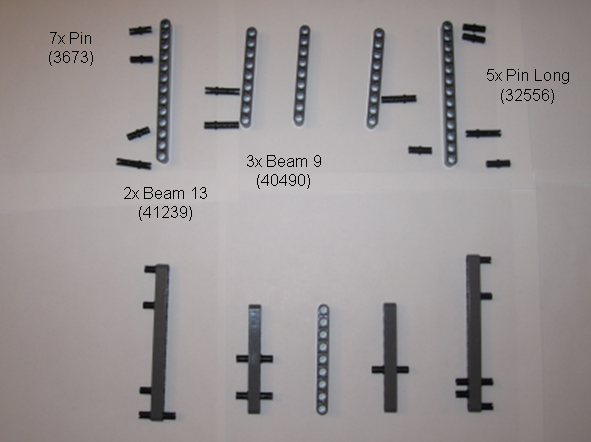 7x Pin
(3673)
5x Pin Long
(32556)
3x Beam 9
(40490)
2x Beam 13
(41239)